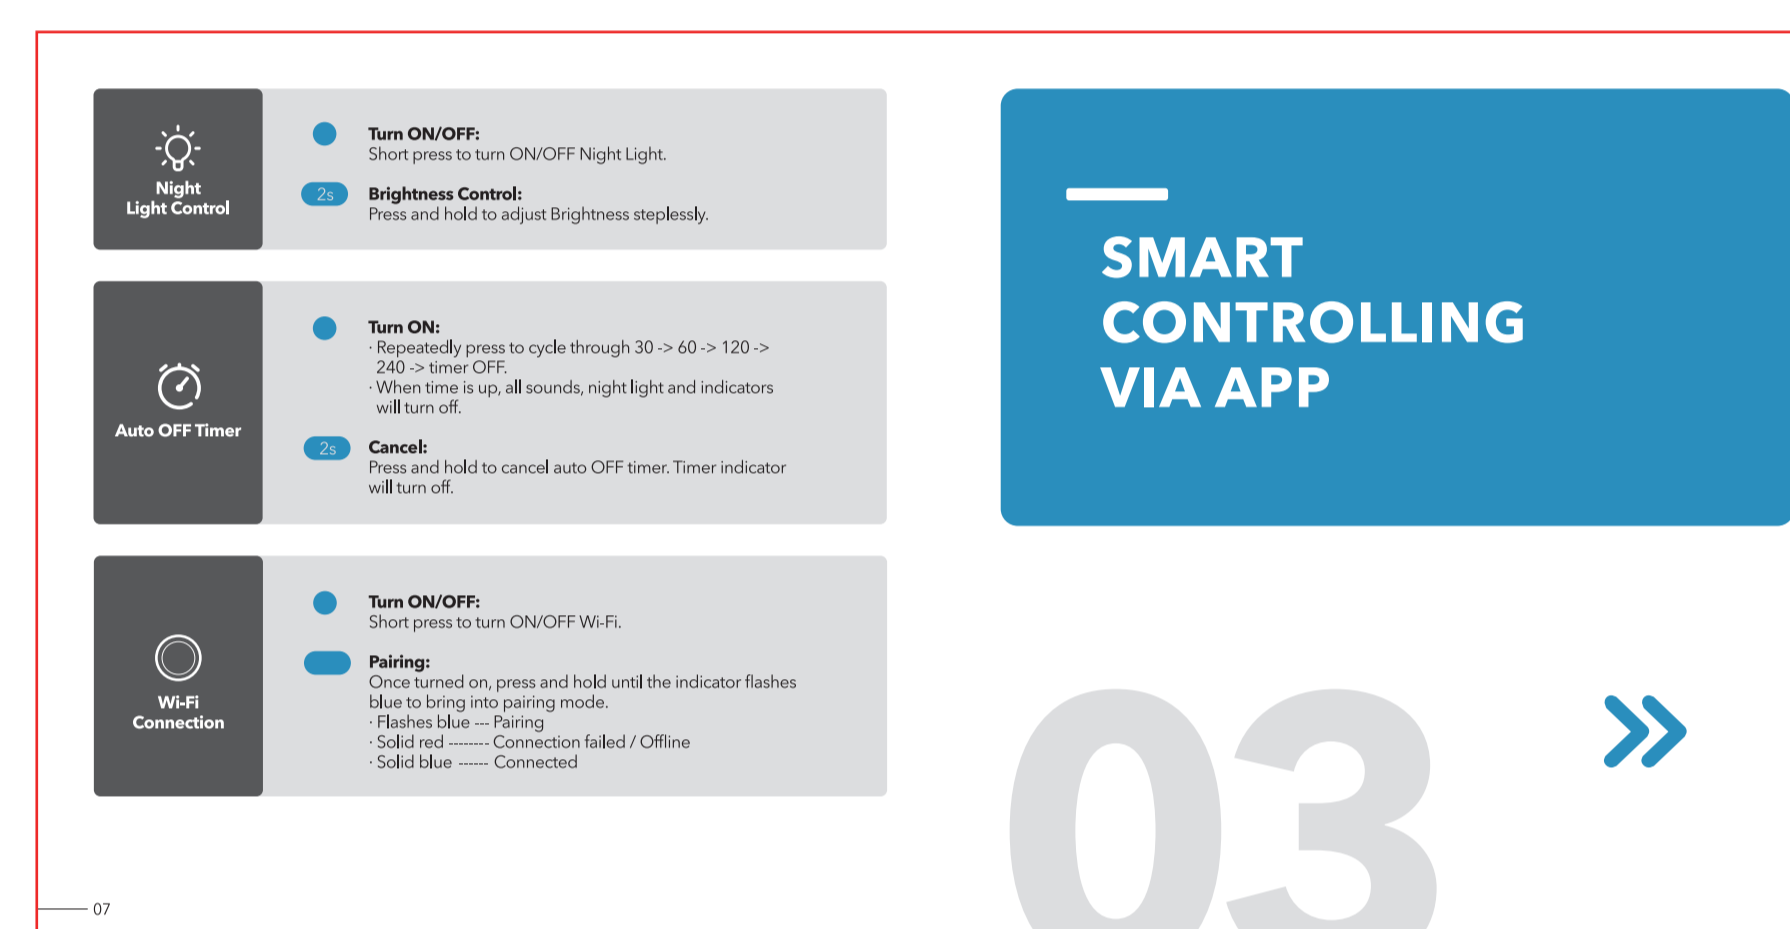 Night
Light Control
Turn ON/OFF:
Short press to turn ON/OFF Night Light.
2s
Brightness Control:
Press and hold to adjust Brightness steplessly.
Auto OFF Timer
Turn ON:
· Repeatedly press to cycle through 30 -> 60 -> 120 ->
240 -> timer OFF.
· When time is up, all sounds, night light and indicators
will turn off.
2s
Cancel:
Press and hold to cancel auto OFF timer. Timer indicator
will turn off.
Wi-Fi
Connection
Turn ON/OFF:
Short press to turn ON/OFF Wi-Fi.
Pairing:
Once turned on, press and hold until the indicator flashes
blue to bring into pairing mode.
· Flashes blue --- Pairing
· Solid red -------- Connection failed / Offline
· Solid blue ------ Connected
07
SMART
CONTROLLING
VIA APP
03